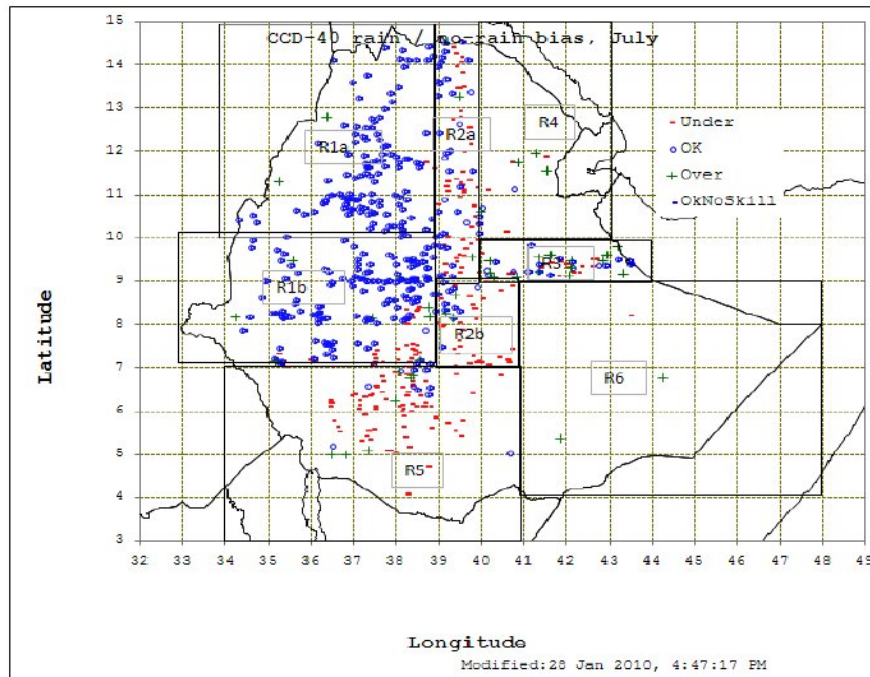 CCD-40 rain / no-rain bias, July
15
14
13
12
11
10
9
8
7
6
5
4
3
Latitude
R1a
R2a
R4
Under
OK
Over
OkNoSkill
R3
R1b
R2b
R6
R5
32 33 34 35 36 37 38 39 40 41 42 43 44 45 46 47 48 49
Longitude
Modified:28 Jan 2010, 4:47:17 PM